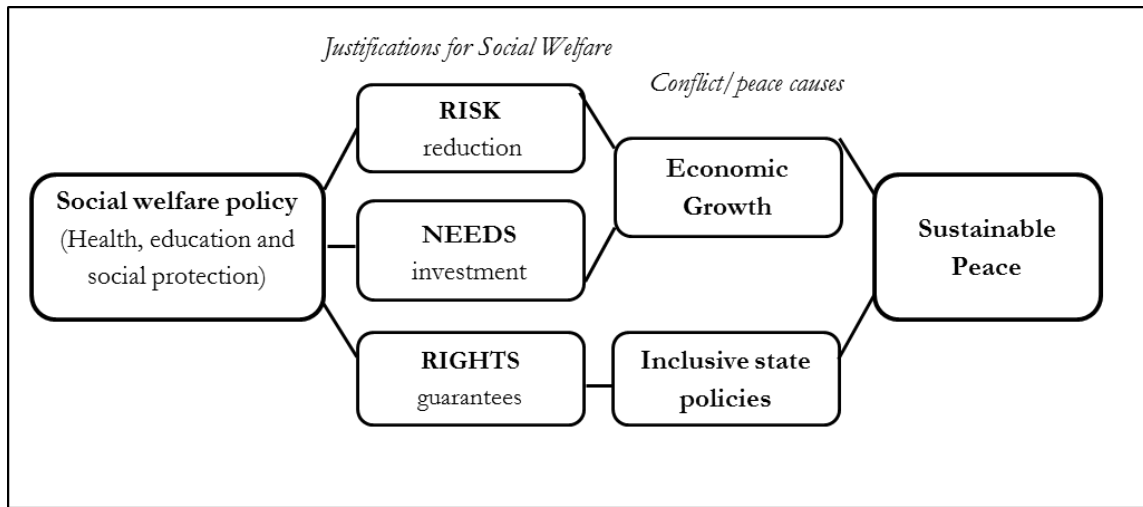 Justifications for Social Welfare
Conflict/peace causes
RISK
reduction
Economic
Growth
Social welfare policy
(Health, education and
social protection)
NEEDS
investment
Sustainable
Peace
RIGHTS
guarantees
Inclusive state
policies